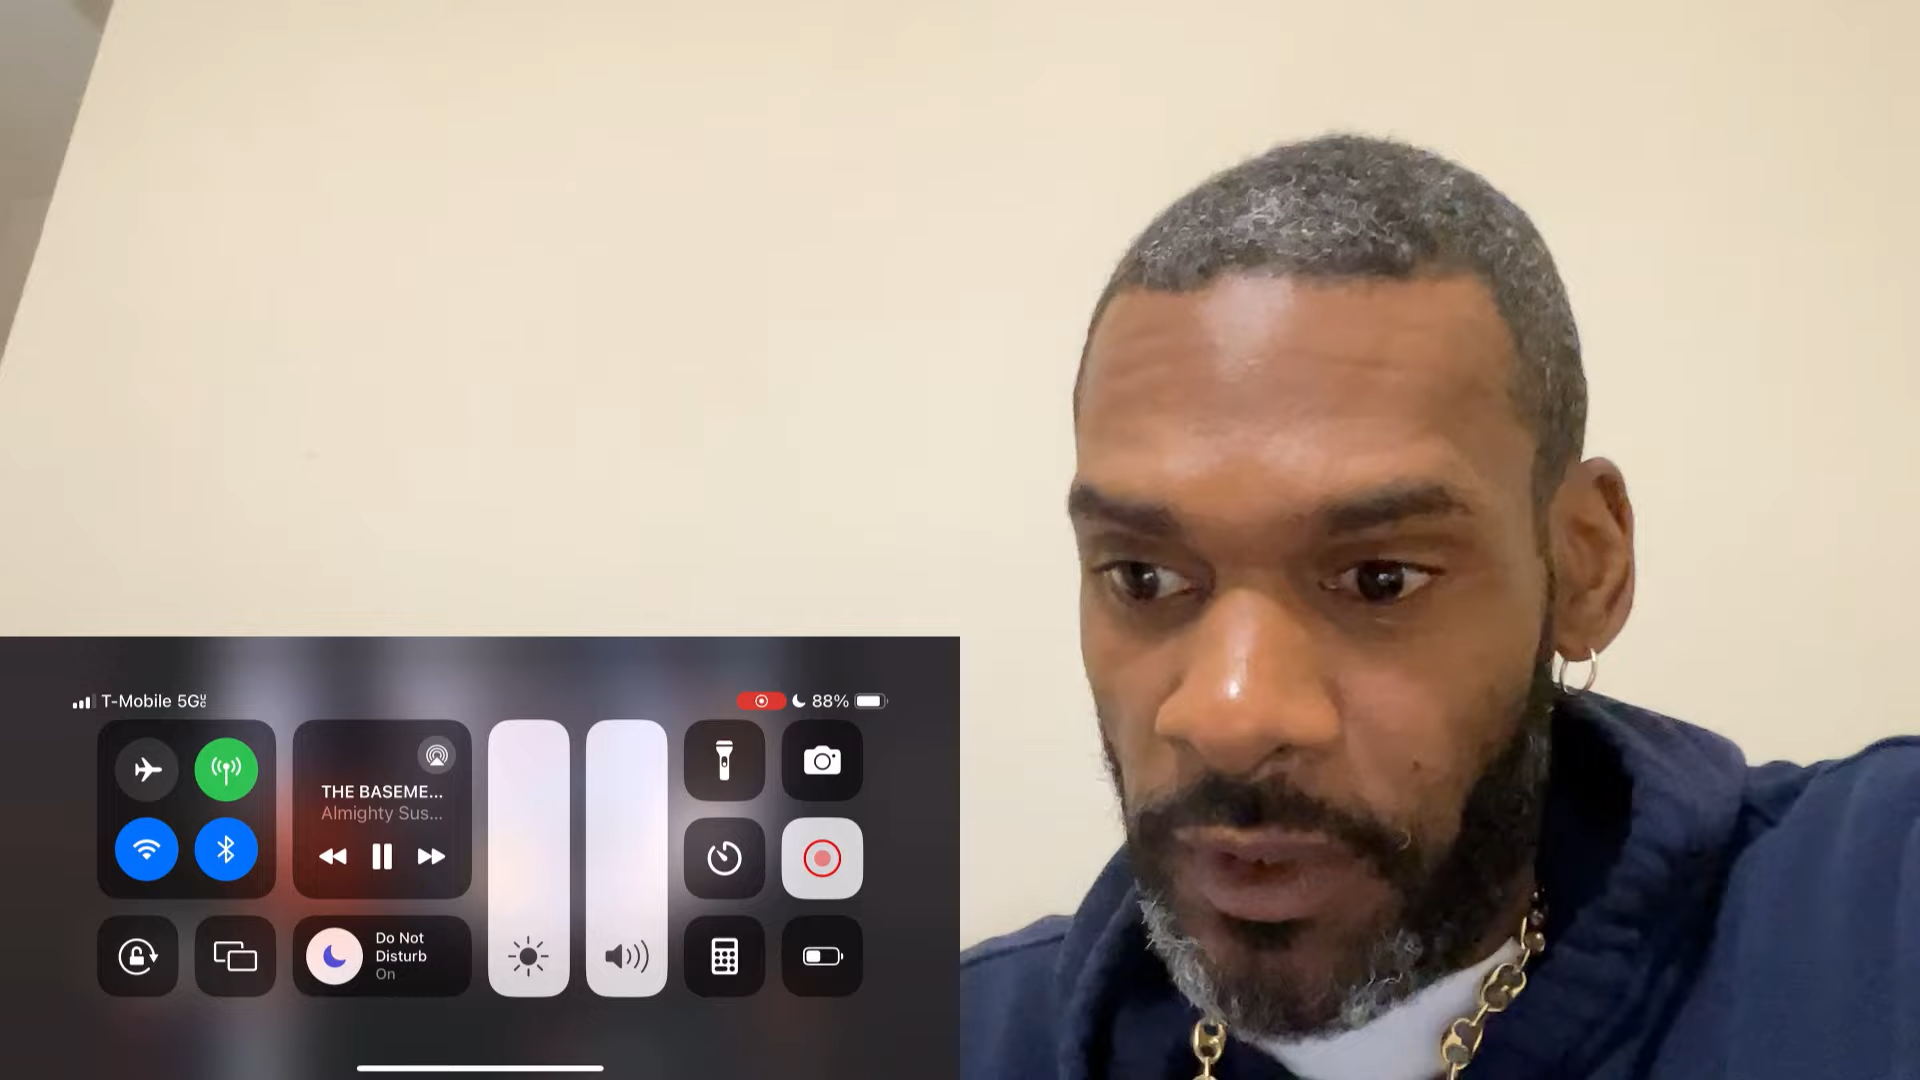 T-Mobile 5G
88%
THE BASEME...
Almighty Sus...
Do Not
Disturb
On